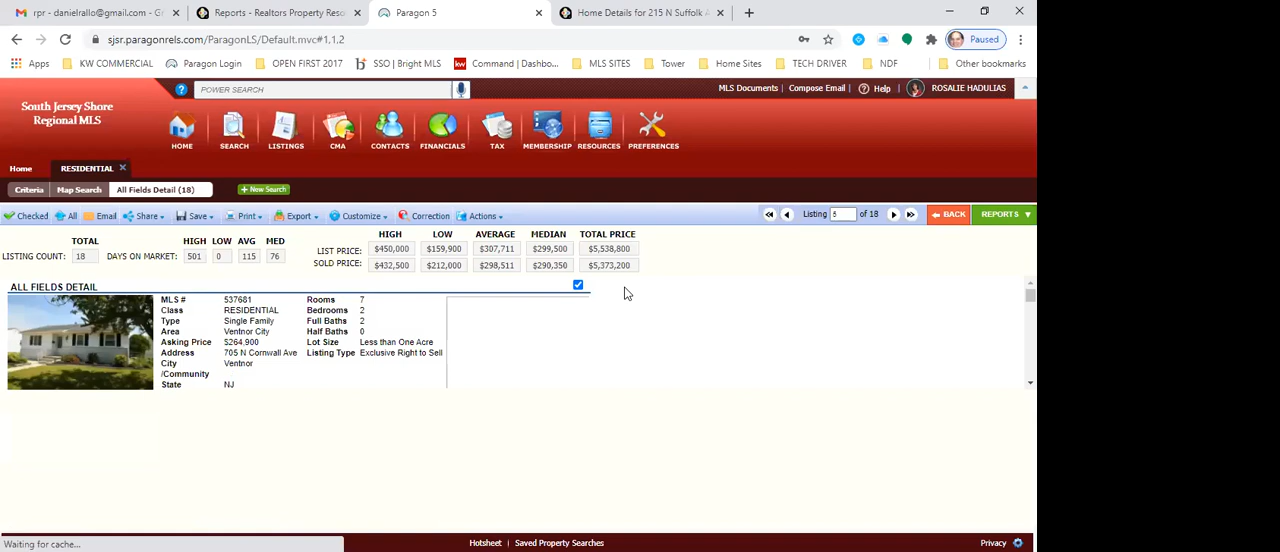 rpr - danielrallo@gmail.com - G
Reports - Realtors Property Reso
Paragon 5
Home Details for 215 N Suffolk A
sjsr.paragonrels.com/ParagonLS/Default.mvc#1,1,2
Paused
Apps
KW COMMERCIAL
Paragon Login
OPEN FIRST 2017
SSO | Bright MLS
Command | Dashbo...
MLS SITES
Tower
Home Sites
TECH DRIVER
NDF
Other bookmarks
South Jersey Shore
Regional MLS
POWER SEARCH
MLS Documents
Compose Email
Help
ROSALIE HADULIAS
HOME
SEARCH
LISTINGS
CMA
CONTACTS
FINANCIALS
TAX
MEMBERSHIP
RESOURCES
PREFERENCES
Home
RESIDENTIAL
Criteria
Map Search
All Fields Detail (18)
+ New Search
Checked
All
Email
Share
Save
Print
Export
Customize
Correction
Actions
Listing 5 of 18
BACK
REPORTS
TOTAL HIGH LOW AVG MED
LISTING COUNT: 18 DAYS ON MARKET: 501 0 115 76
HIGH LOW AVERAGE MEDIAN TOTAL PRICE
LIST PRICE: $450,000 $159,900 $307,711 $299,500 $5,538,800
SOLD PRICE: $432,500 $212,000 $298,511 $290,350 $5,373,200
ALL FIELDS DETAIL
MLS # 537681 Rooms 7
Class RESIDENTIAL Bedrooms 2
Type Single Family Full Baths 2
Area Ventnor City Half Baths 0
Asking Price $264,900 Lot Size Less than One Acre
Address 705 N Cornwall Ave Listing Type Exclusive Right to Sell
City Ventnor
/Community
State NJ
Waiting for cache...
Hotsheet
Saved Property Searches
Privacy